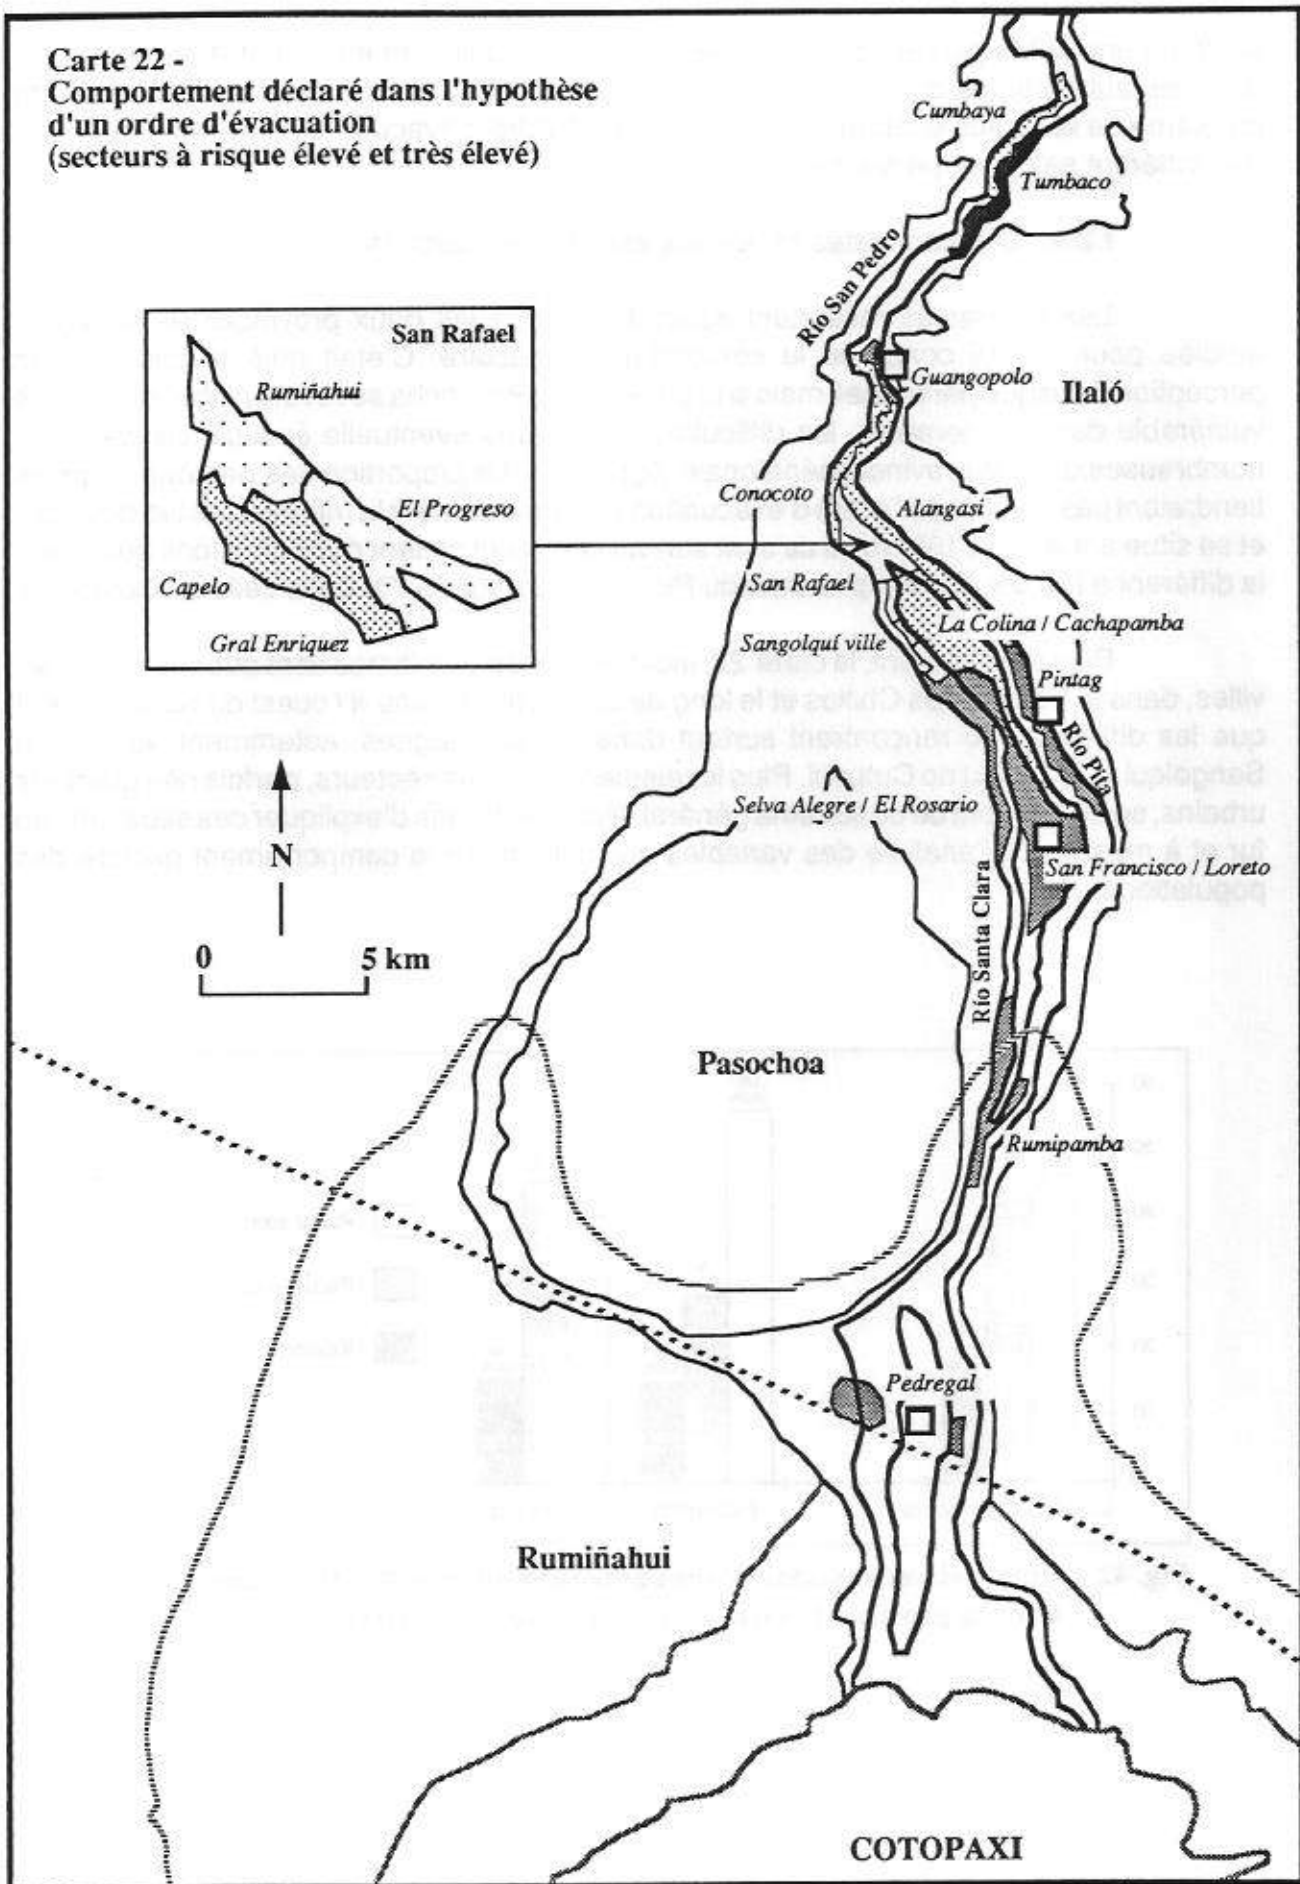 Carte 22 -
Comportement déclaré dans l'hypothèse
d'un ordre d'évacuation
(secteurs à risque élevé et très élevé)
Cumbaya
Tumbaco
Río San Pedro
San Rafael
Rumiñahui
El Progreso
Capelo
Gral Enriquez
Guangopolo
Ilaló
Conocoto
Alangasi
San Rafael
La Colina / Cachapamba
Sangolquí ville
Pintag
Río Pita
Selva Alegre / El Rosario
San Francisco / Loreto
Río Santa Clara
N
0 5 km
Pasochoa
Rumipamba
Pedregal
Rumiñahui
COTOPAXI